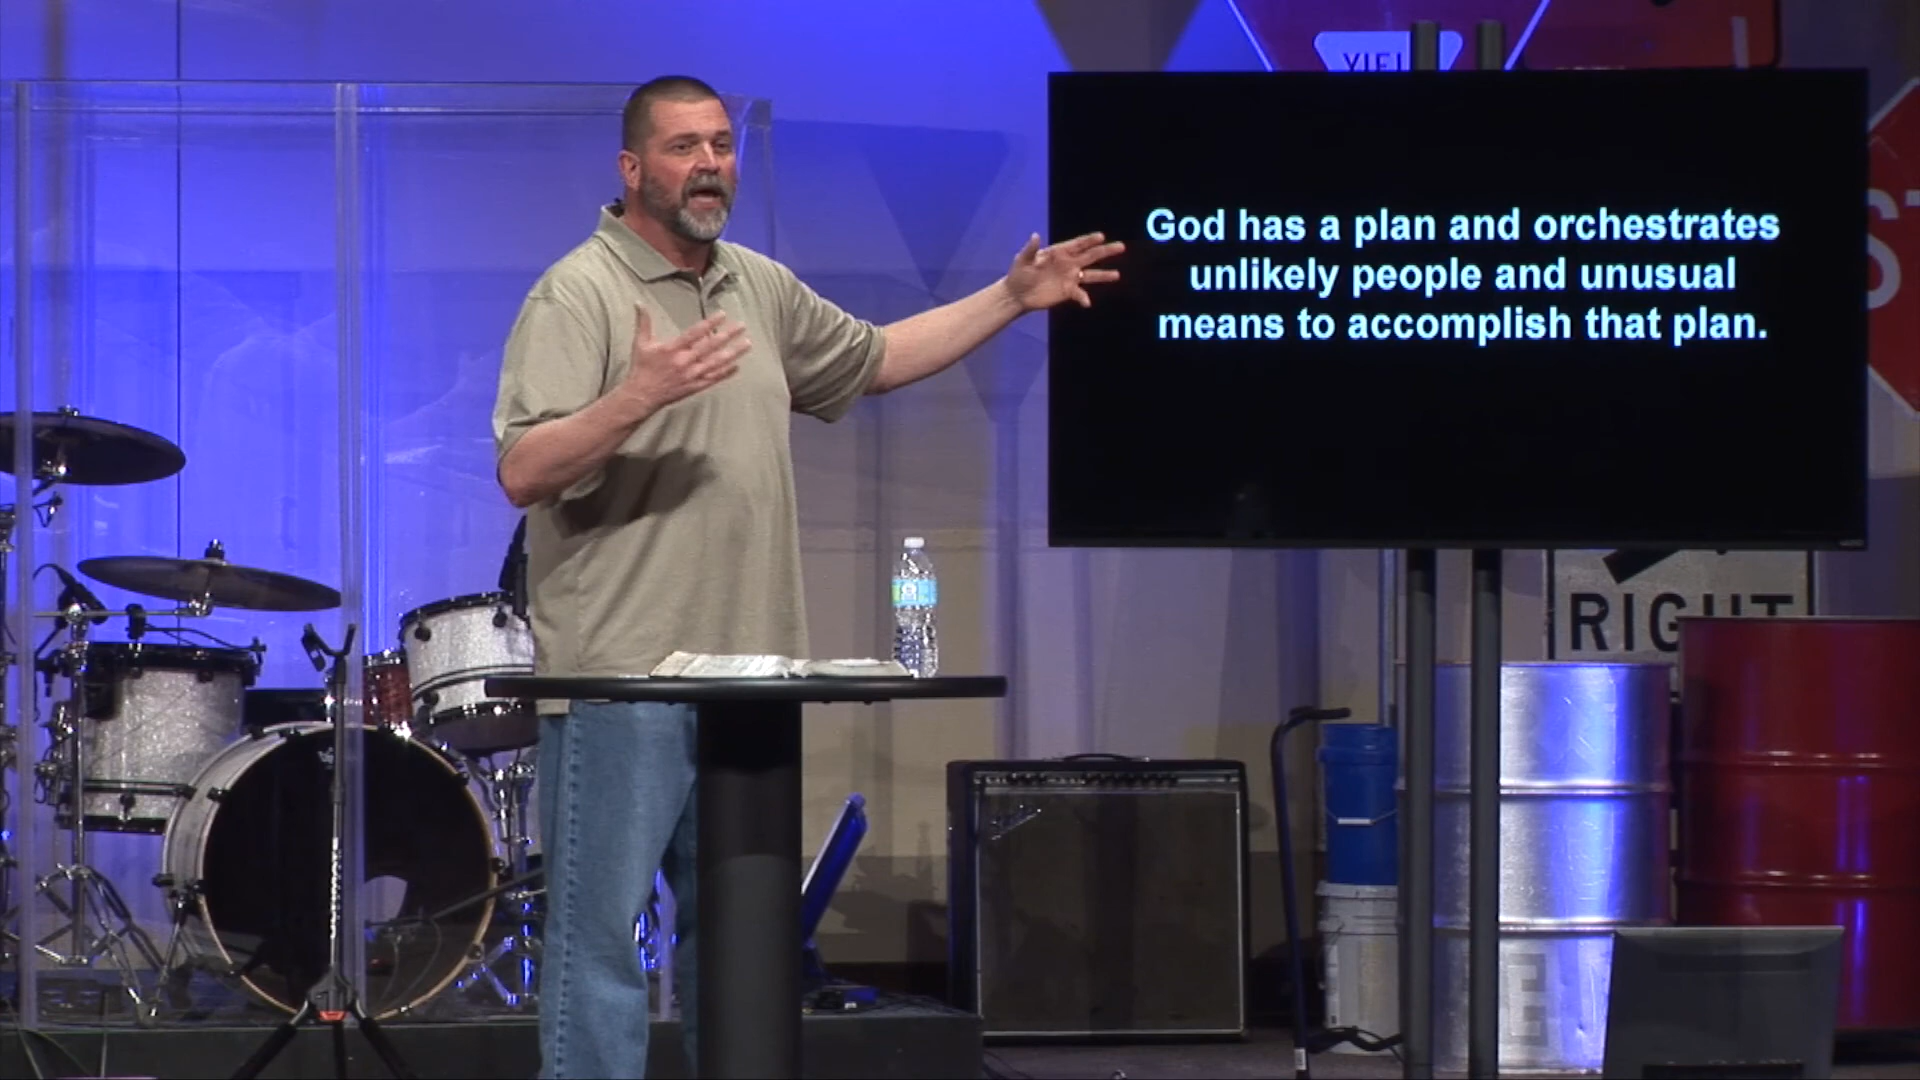 God has a plan and orchestrates
unlikely people and unusual
means to accomplish that plan.
RIGHT